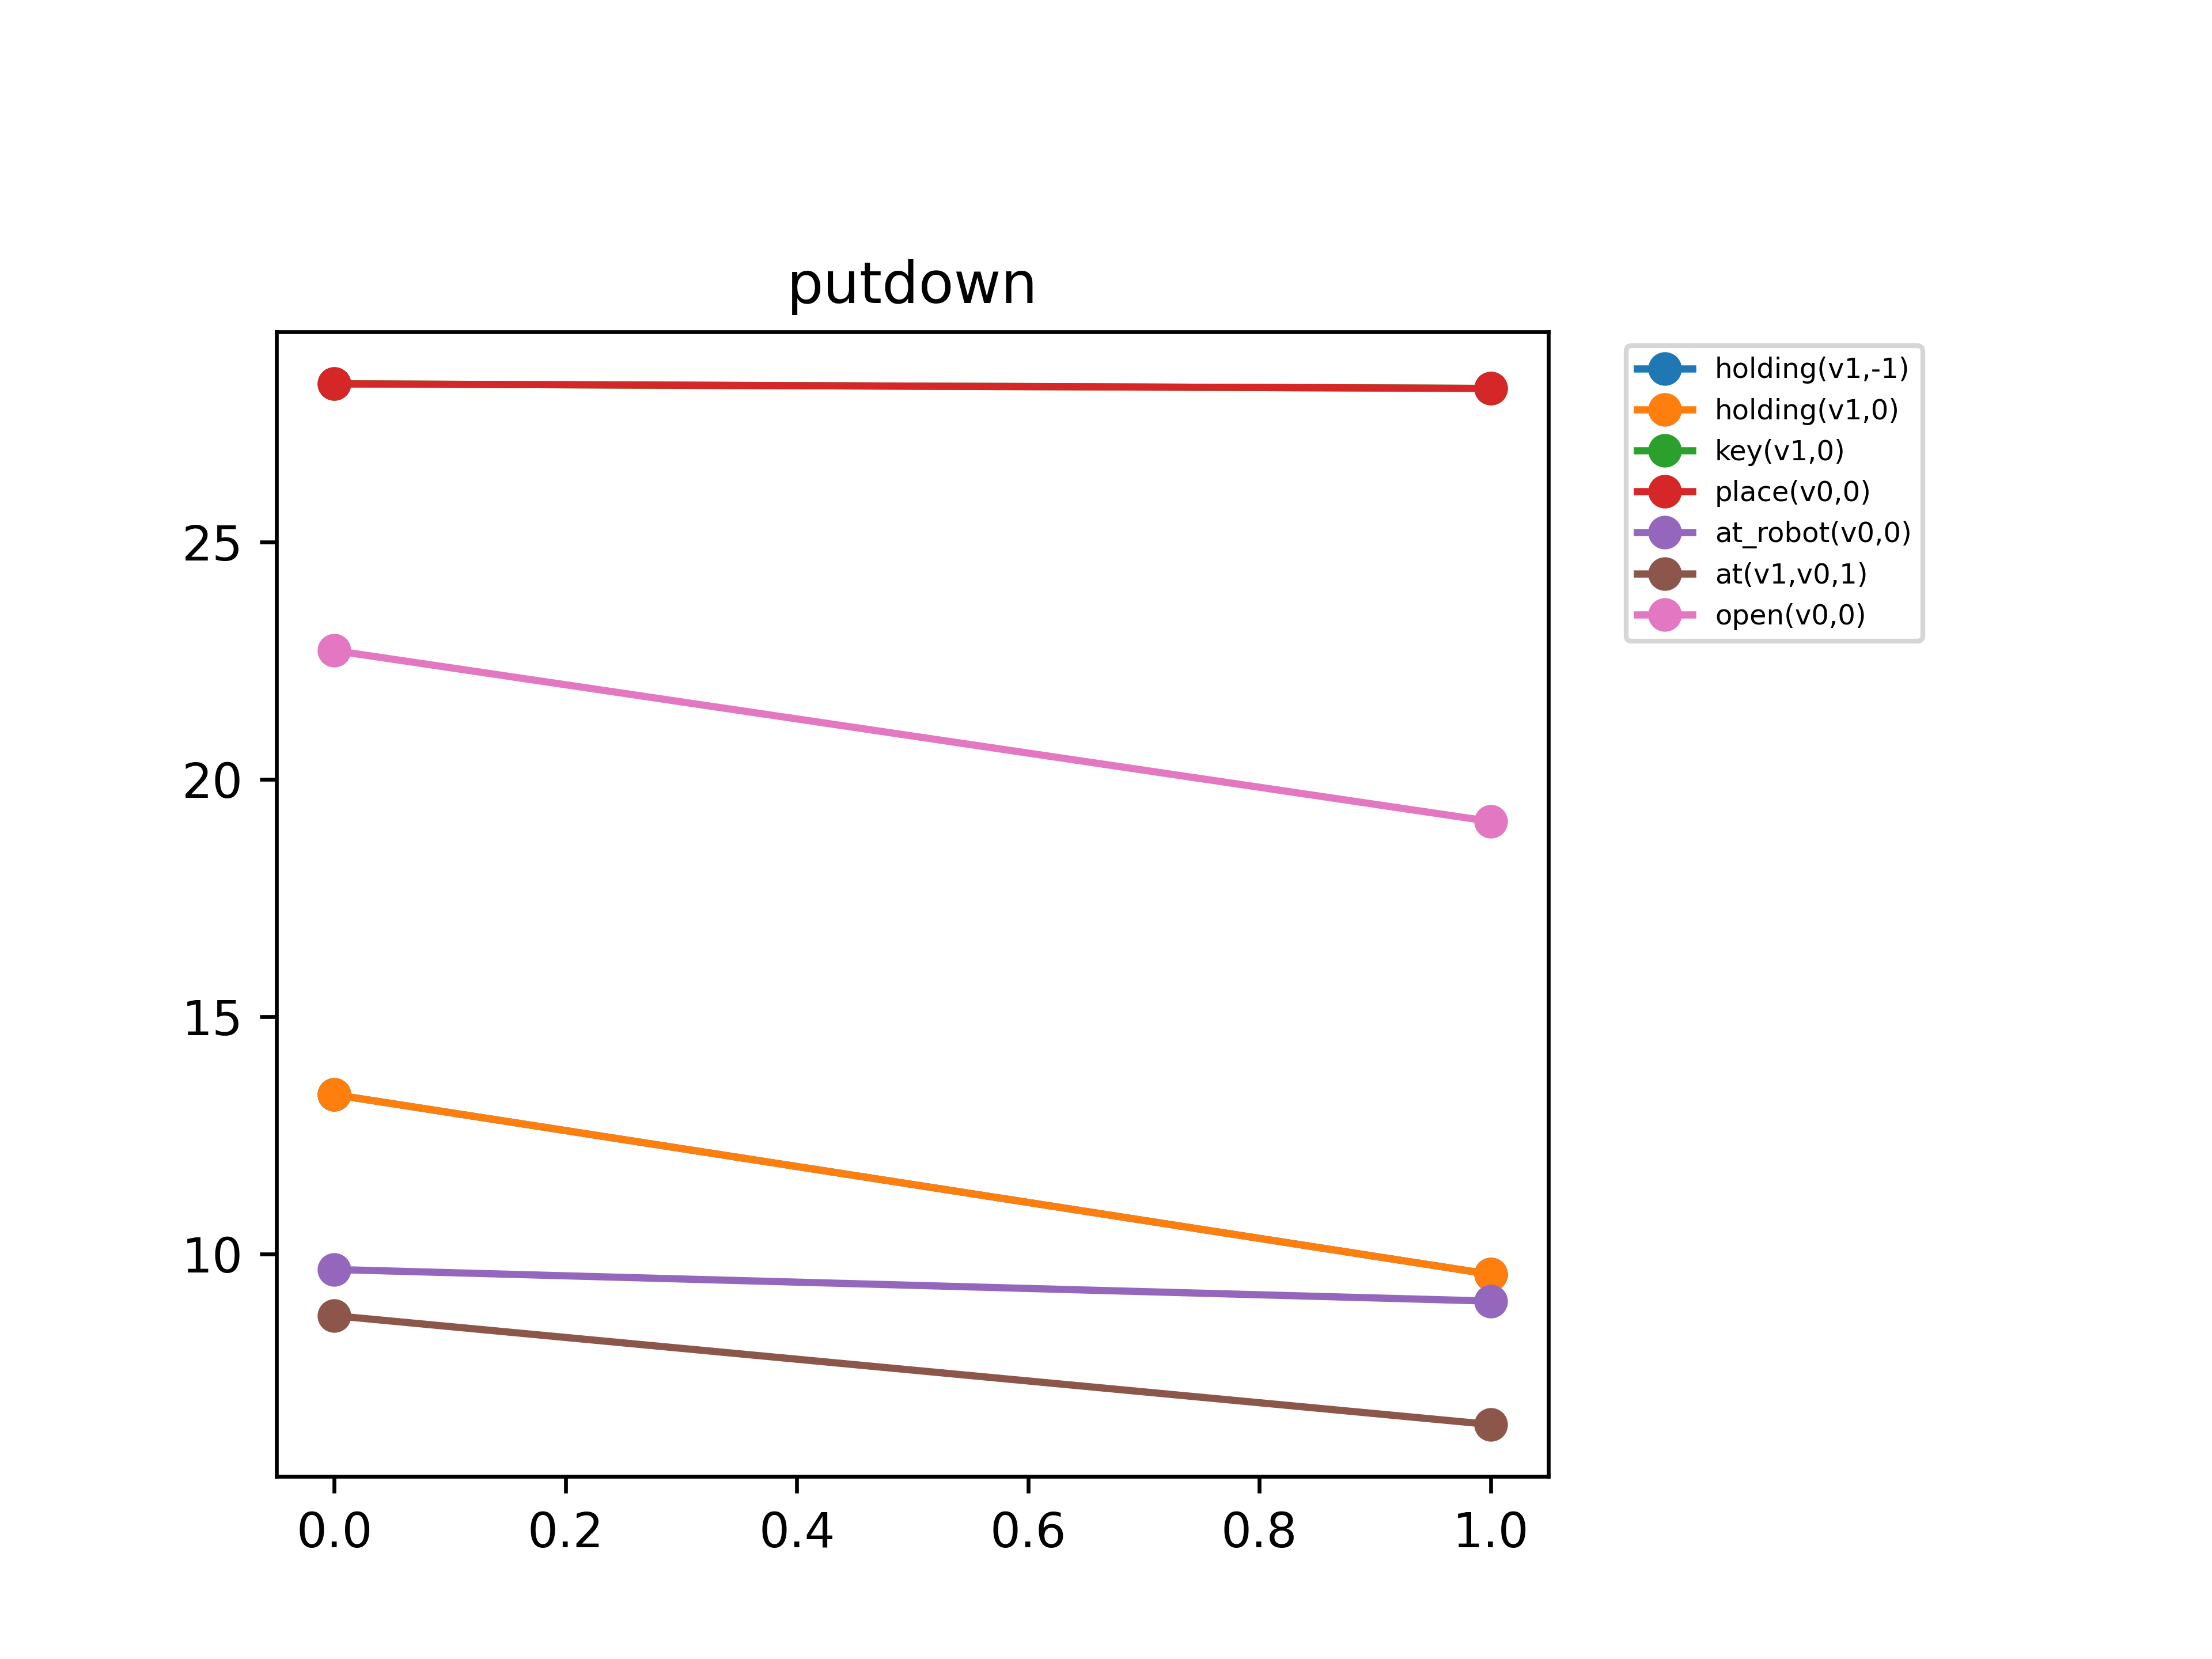 putdown
holding(v1,-1)
holding(v1,0)
key(v1,0)
place(v0,0)
at_robot(v0,0)
at(v1,v0,1)
open(v0,0)
25
20
15
10
0.0 0.2 0.4 0.6 0.8 1.0